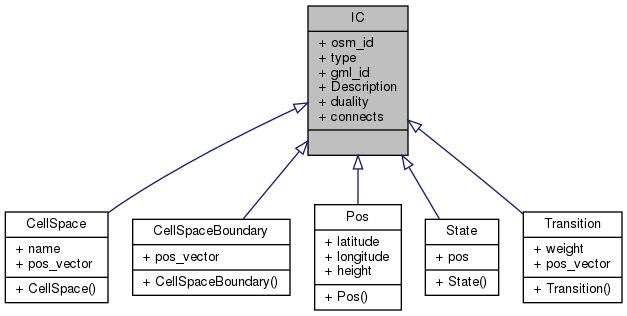 IC
+ osm_id
+ type
+ gml_id
+ Description
+ duality
+ connects
CellSpace
+ name
+ pos_vector
+ CellSpace()
CellSpaceBoundary
+ pos_vector
+ CellSpaceBoundary()
Pos
+ latitude
+ longitude
+ height
+ Pos()
State
+ pos
+ State()
Transition
+ weight
+ pos_vector
+ Transition()